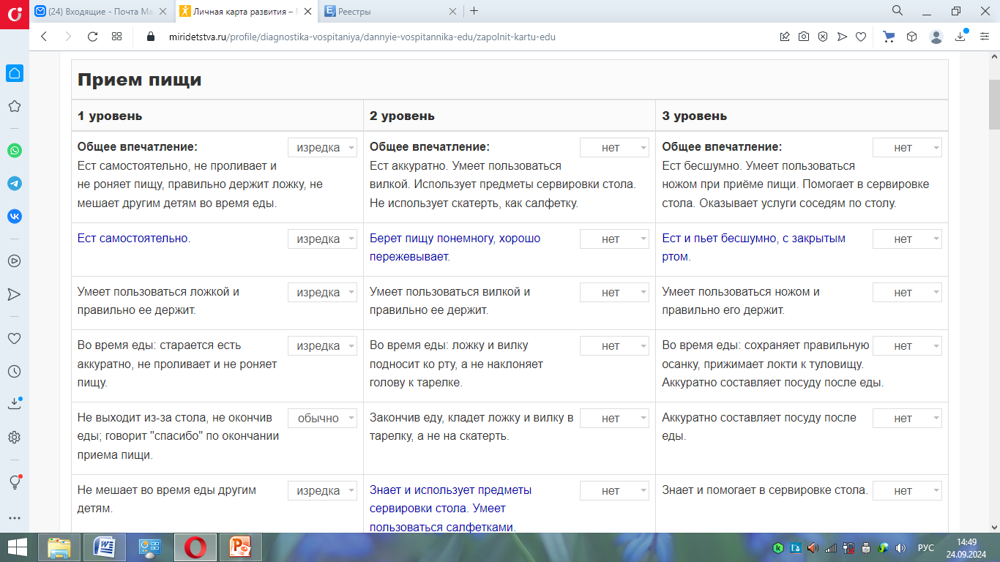 (24) Входящие - Почта Ma
Личная карта развития –
Реестры
miridetstva.ru/profile/diagnostika-vospitaniya/dannyie-vospitannika-edu/zapolnit-kartu-edu
Прием пищи
1 уровень
2 уровень
3 уровень
Общее впечатление:
изредка
Ест самостоятельно, не проливает и
не роняет пищу, правильно держит ложку, не
мешает другим детям во время еды.
Общее впечатление:
нет
Ест аккуратно. Умеет пользоваться
вилкой. Использует предметы сервировки стола.
Не использует скатерть, как салфетку.
Общее впечатление:
нет
Ест бесшумно. Умеет пользоваться
ножом при приёме пищи. Помогает в сервировке
стола. Оказывает услуги соседям по столу.
Ест самостоятельно.
изредка
Берет пищу понемногу, хорошо
пережевывает.
нет
Ест и пьет бесшумно, с закрытым
ртом.
нет
Умеет пользоваться ложкой и
правильно ее держит.
изредка
Умеет пользоваться вилкой и
правильно ее держит.
нет
Умеет пользоваться ножом и
правильно его держит.
нет
Во время еды: старается есть
аккуратно, не проливает и не роняет
пищу.
изредка
Во время еды: ложку и вилку
подносит ко рту, а не наклоняет
голову к тарелке.
нет
Во время еды: сохраняет правильную
осанку, прижимает локти к туловищу.
Аккуратно составляет посуду после еды.
нет
Не выходит из-за стола, не окончив
еды; говорит "спасибо" по окончании
приема пищи.
обычно
Закончив еду, кладет ложку и вилку в
тарелку, а не на скатерть.
нет
Аккуратно составляет посуду после
еды.
нет
Не мешает во время еды другим
детям.
изредка
Знает и использует предметы
сервировки стола. Умеет
пользоваться салфетками.
нет
Знает и помогает в сервировке стола.
нет
РУС
14:49
24.09.2024